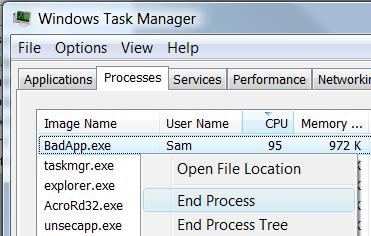 Windows Task Manager
File Options View Help
Applications Processes Services Performance Networkin
Image Name User Name CPU Memory ...
BadApp.exe Sam 95 972 K
taskmgr.exe Open File Location K
explorer.exe End Process K
AcroRd32.exe K
unsecapp.exe End Process Tree K